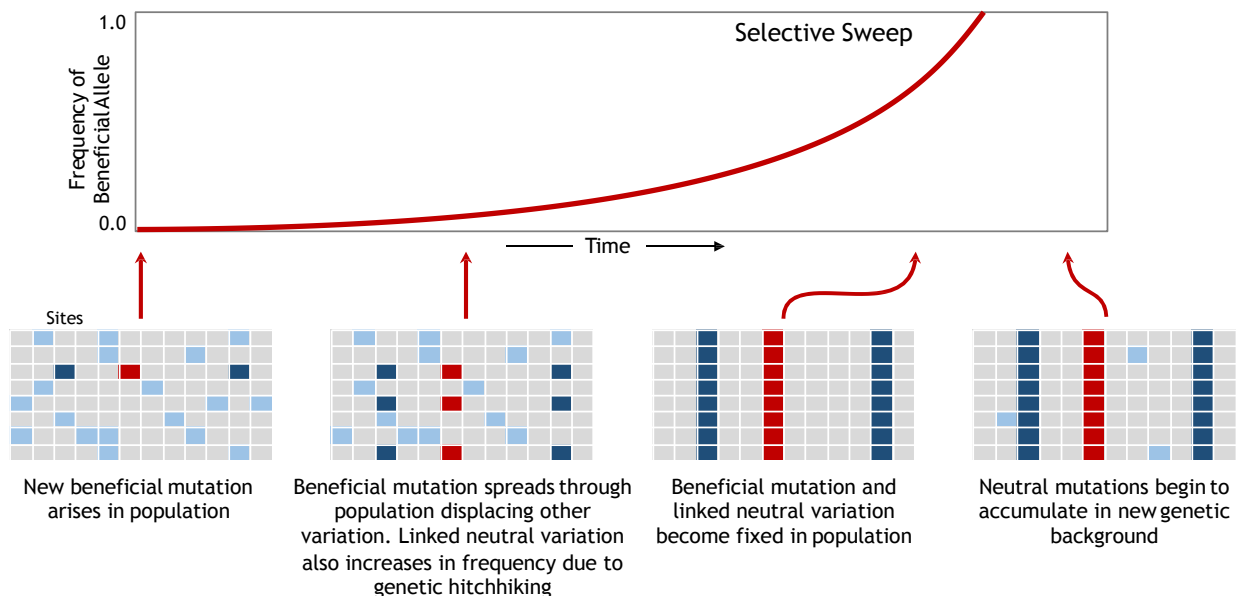 1.0
Selective Sweep
Frequency of
Beneficial Allele
0.0
Time
Sites
New beneficial mutation
arises in population
Beneficial mutation spreads through
population displacing other
variation. Linked neutral variation
also increases in frequency due to
genetic hitchhiking
Beneficial mutation and
linked neutral variation
become fixed in population
Neutral mutations begin to
accumulate in new genetic
background